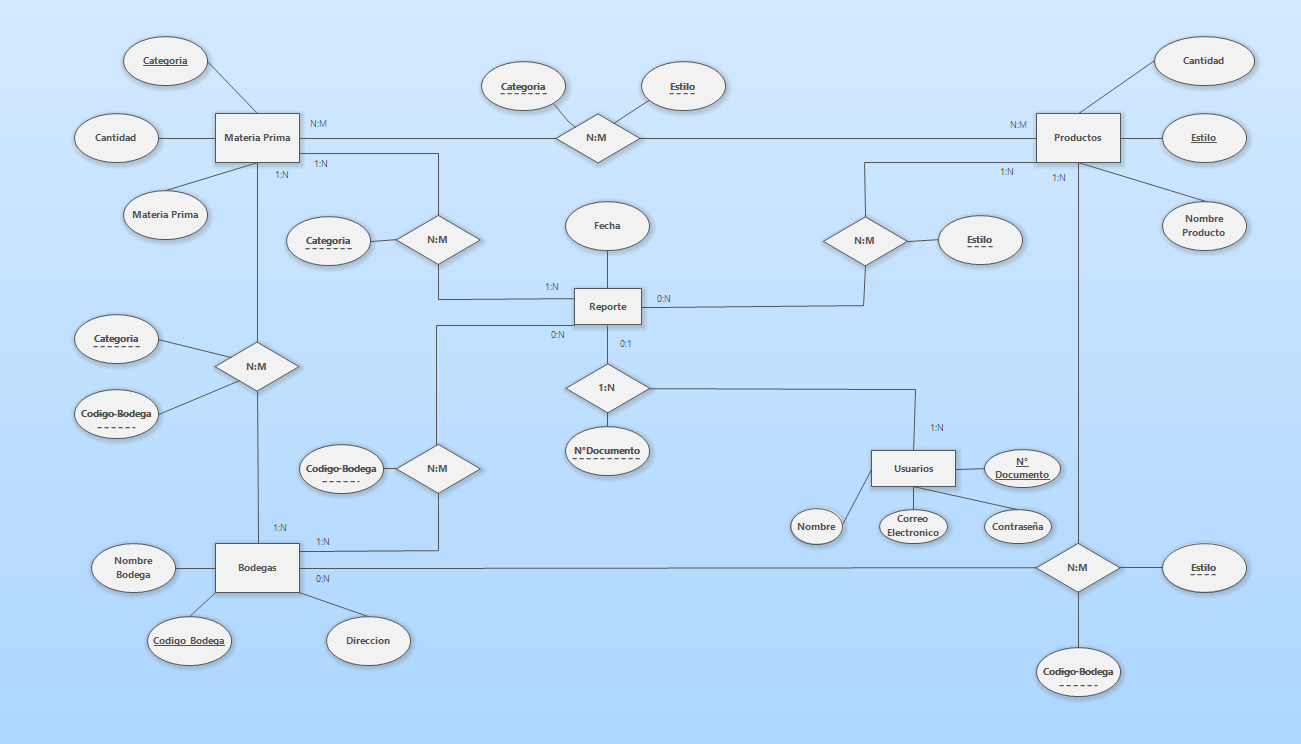 Categoria
Cantidad
Categoria
Estilo
N:M
N:M
Cantidad
Materia Prima
N:M
Productos
Estilo
1:N
1:N
1:N
1:N
Materia Prima
Nombre
Producto
Fecha
Categoria
N:M
N:M
Estilo
1:N
0:N
Reporte
0:N
0:1
Categoria
N:M
1:N
Codigo Bodega
1:N
N°Documento
Codigo Bodega
N:M
Usuarios
N°
Documento
Nombre
Correo
Electronico
Contraseña
1:N
1:N
Nombre
Bodega
Bodegas
0:N
N:M
Estilo
Codigo Bodega
Direccion
Codigo Bodega